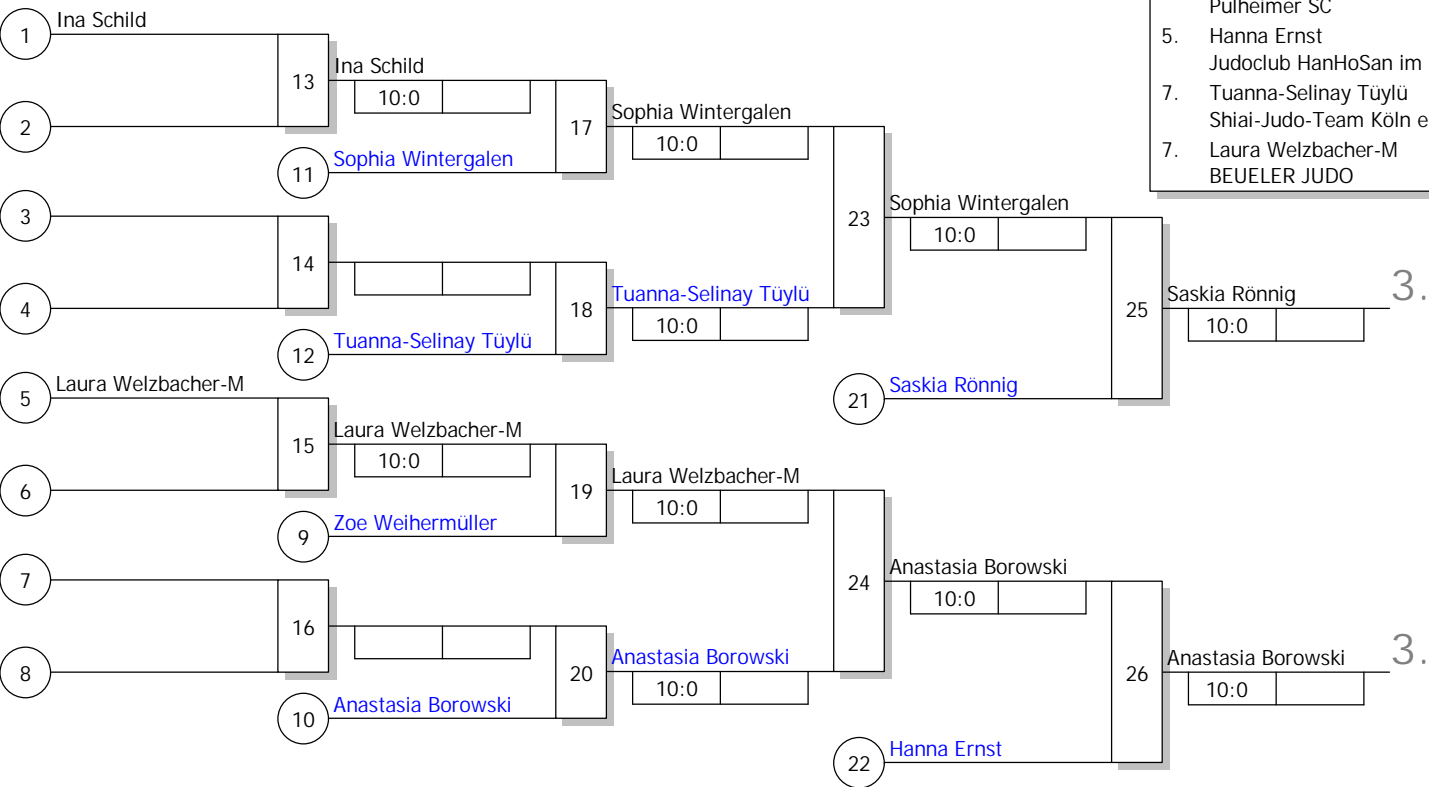 Pulheimer SC
5. Hanna Ernst
Judoclub HanHoSan im
7. Tuanna-Selinay Tüylü
Shiai-Judo-Team Köln e
7. Laura Welzbacher-M
BEUELER JUDO
1 Ina Schild
13 Ina Schild
10:0
2
17 Sophia Wintergalen
10:0
11 Sophia Wintergalen
3
23 Sophia Wintergalen
10:0
14
4
18 Tuanna-Selinay Tüylü
10:0
12 Tuanna-Selinay Tüylü
25 Saskia Rönnig 3.
10:0
5 Laura Welzbacher-M
21 Saskia Rönnig
15 Laura Welzbacher-M
10:0
6
19 Laura Welzbacher-M
10:0
9 Zoe Weihermüller
7
24 Anastasia Borowski
10:0
16
8
20 Anastasia Borowski
10:0
10 Anastasia Borowski
26 Anastasia Borowski 3.
10:0
22 Hanna Ernst